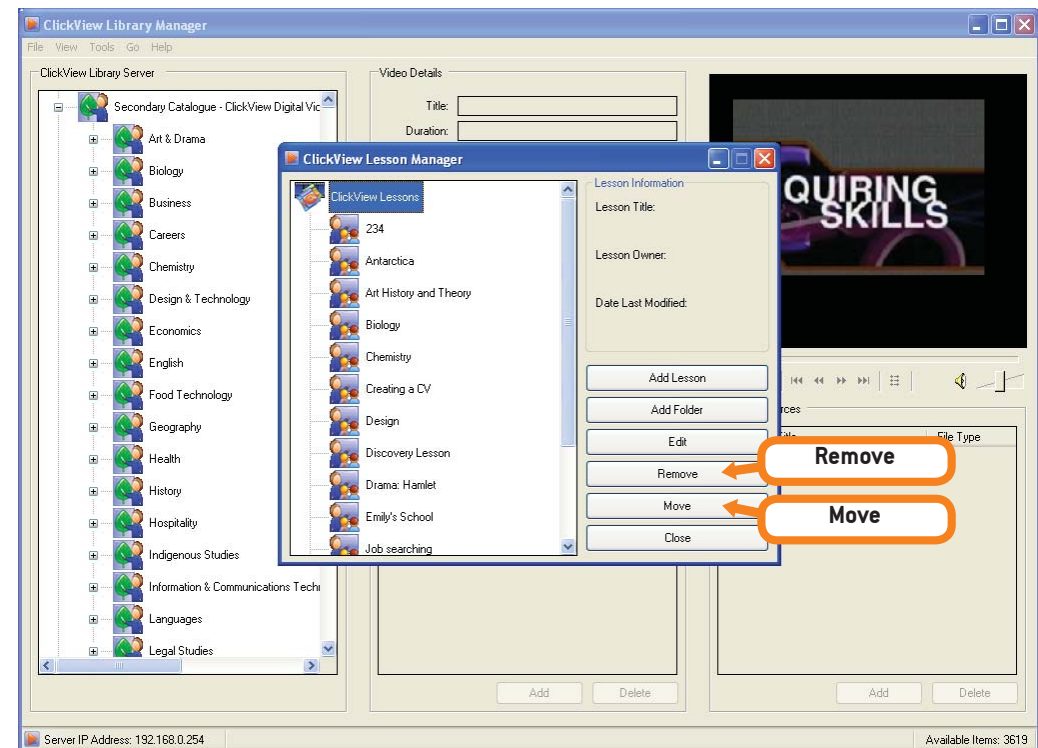 ClickView Library Manager
File View Tools Go Help
ClickView Library Server
Secondary Catalogue - ClickView Digital Vic
Art & Drama
Biology
Business
Careers
Chemistry
Design & Technology
Economics
English
Food Technology
Geography
Health
History
Hospitality
Indigenous Studies
Information & Communications Techn
Languages
Legal Studies
Video Details
Title:
Duration:
QUIRING
SKILLS
ClickView Lesson Manager
ClickView Lessons
234
Antarctica
Art History and Theory
Biology
Chemistry
Creating a CV
Design
Discovery Lesson
Drama: Hamlet
Emily's School
Job searching
Lesson Information
Lesson Title:
Lesson Owner:
Date Last Modified:
Add Lesson
Add Folder
Edit
Remove
Move
Close
Remove
Move
File Type
Add Delete
Add Delete
Server IP Address: 192.168.0.254
Available Items: 3619